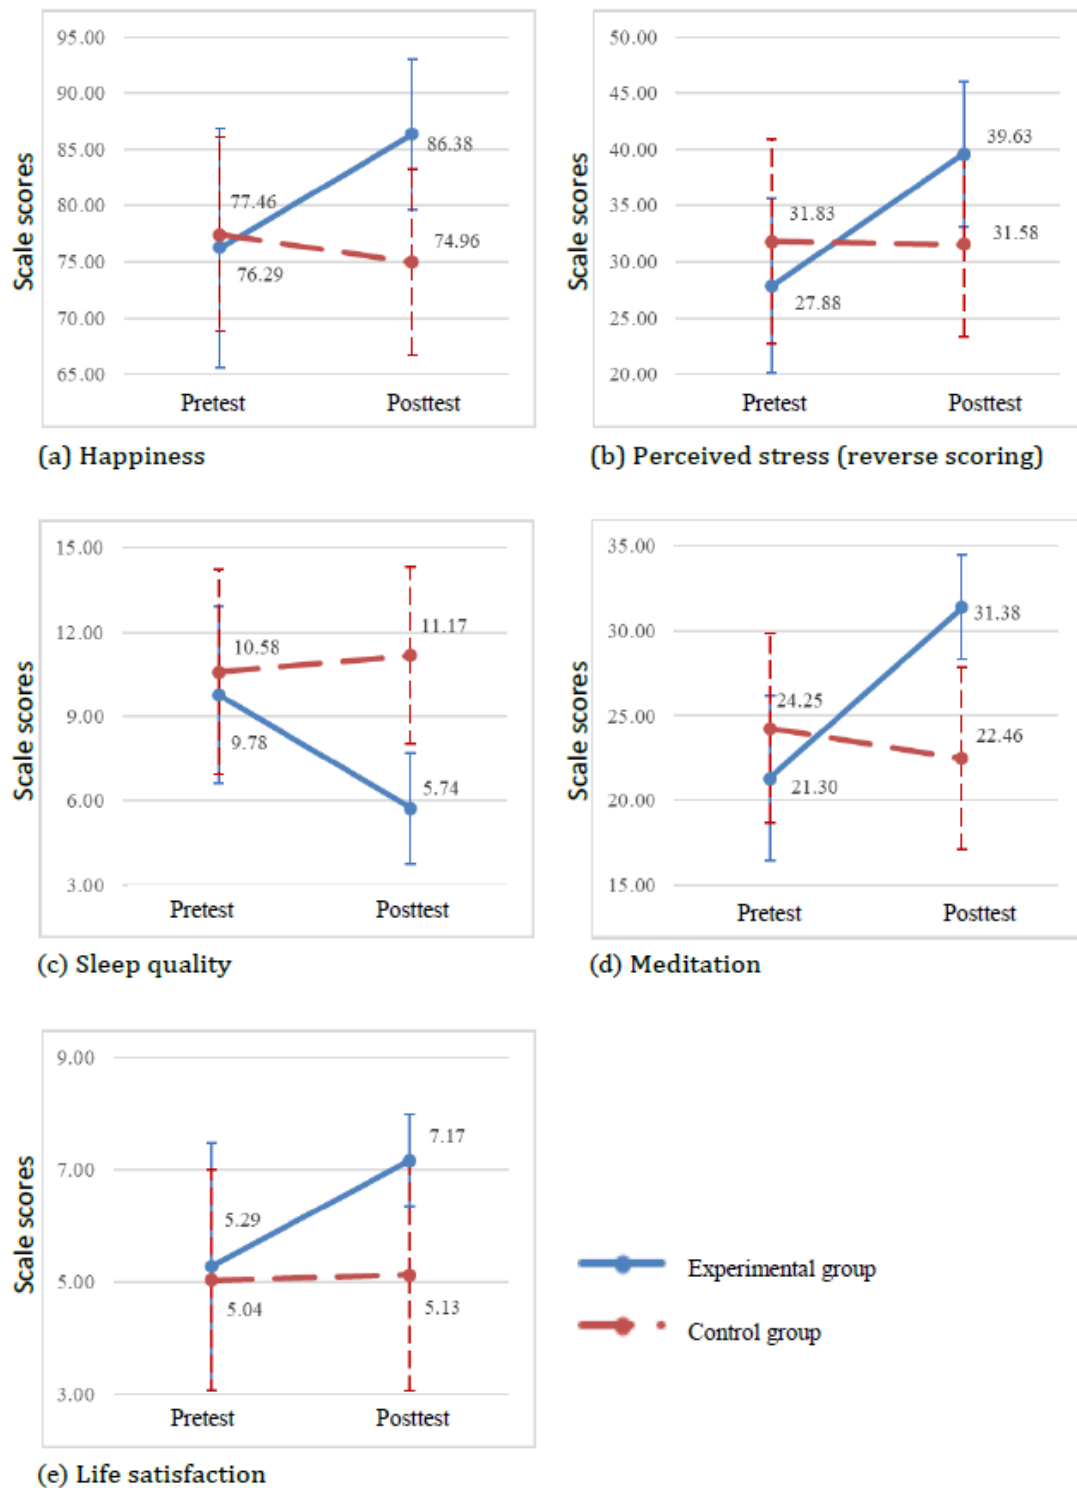 95.00
90.00
85.00
80.00
75.00
70.00
65.00
Scale scores
77.46
76.29
86.38
74.96
Pretest Posttest
(a) Happiness
50.00
45.00
40.00
35.00
30.00
25.00
20.00
Scale scores
31.83
27.88
39.63
31.58
Pretest Posttest
(b) Perceived stress (reverse scoring)
15.00
12.00
9.00
6.00
3.00
Scale scores
10.58
9.78
11.17
5.74
Pretest Posttest
(c) Sleep quality
35.00
30.00
25.00
20.00
15.00
Scale scores
24.25
21.30
31.38
22.46
Pretest Posttest
(d) Meditation
9.00
7.00
5.00
3.00
Scale scores
5.29
5.04
7.17
5.13
Pretest Posttest
(e) Life satisfaction
Experimental group
Control group